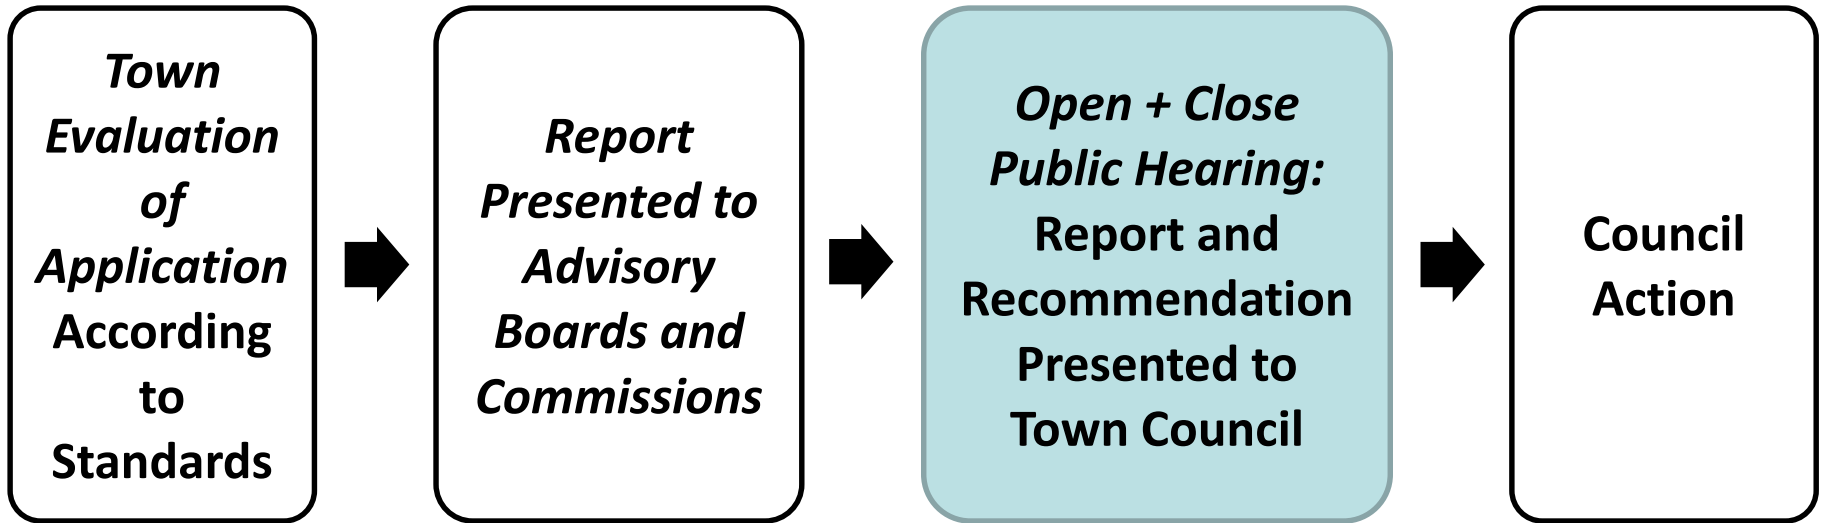 Town
Evaluation
of
Application
According
to
Standards
Report
Presented to
Advisory
Boards and
Commissions
Open + Close
Public Hearing:
Report and
Recommendation
Presented to
Town Council
Council
Action